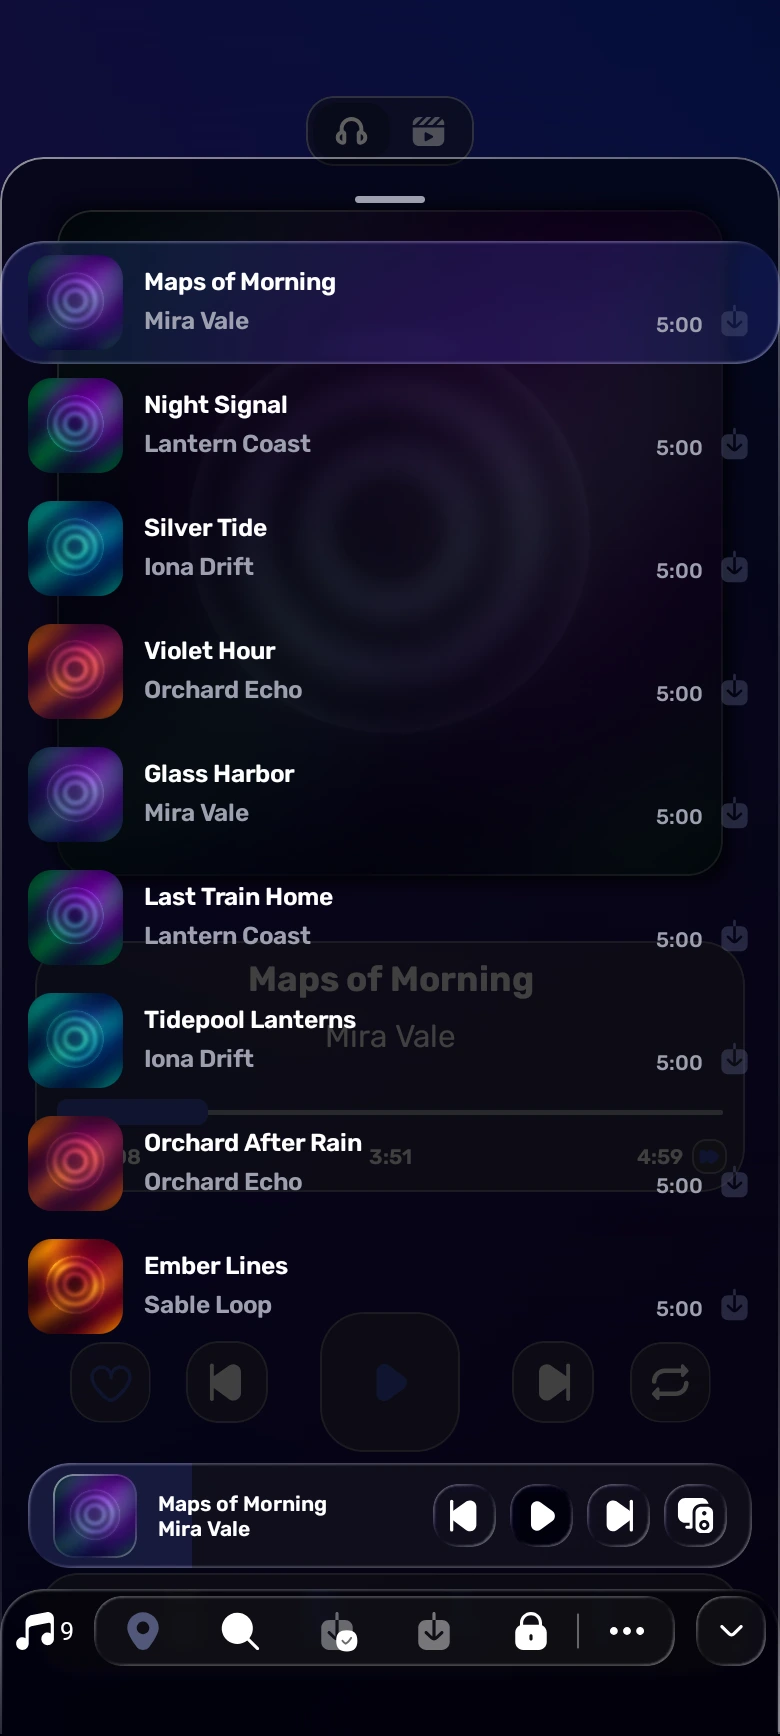 Maps of Morning
Mira Vale
5:00
Night Signal
Lantern Coast
5:00
Silver Tide
Iona Drift
5:00
Violet Hour
Orchard Echo
5:00
Glass Harbor
Mira Vale
5:00
Last Train Home
Lantern Coast
5:00
Maps of Morning
Tidepool Lanterns
Mira Vale
Iona Drift
5:00
Orchard After Rain
3:51
4:59
Orchard Echo
5:00
Ember Lines
Sable Loop
5:00
Maps of Morning
Mira Vale
9